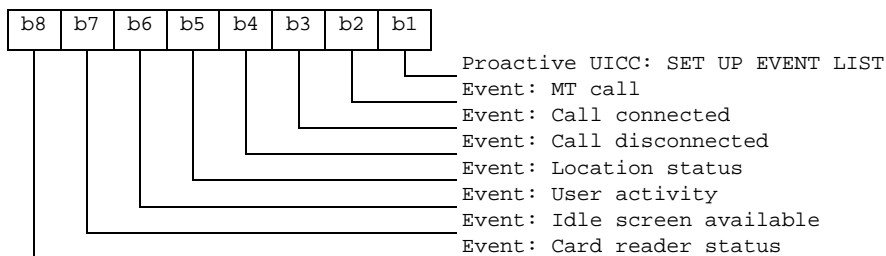 b8 b7 b6 b5 b4 b3 b2 b1
Proactive UICC: SET UP EVENT LIST
Event: MT call
Event: Call connected
Event: Call disconnected
Event: Location status
Event: User activity
Event: Idle screen available
Event: Card reader status